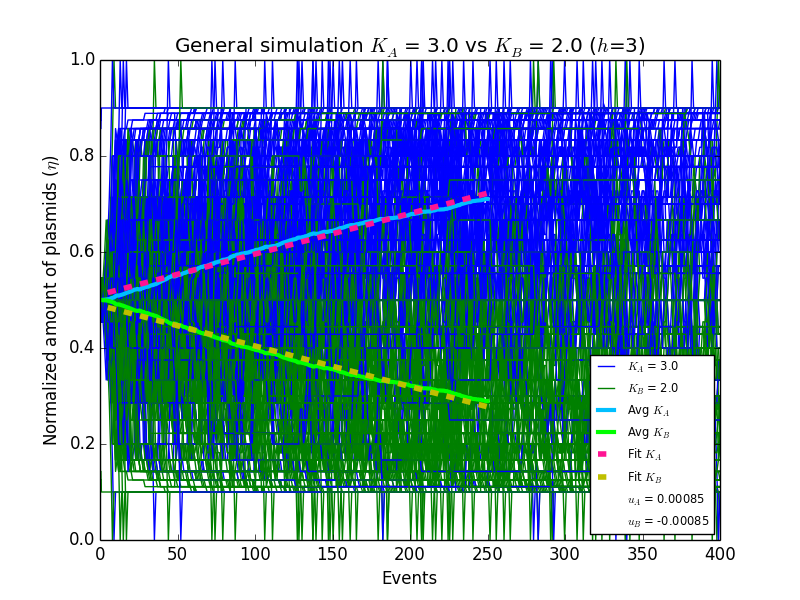 General simulation K_A = 3.0 vs K_B = 2.0 (h=3)
Normalized amount of plasmids (η)
1.0
0.8
0.6
0.4
0.2
0.0
K_A = 3.0
K_B = 2.0
Avg K_A
Avg K_B
Fit K_A
Fit K_B
u_A = 0.00085
u_B = -0.00085
0 50 100 150 200 250 300 350 400
Events